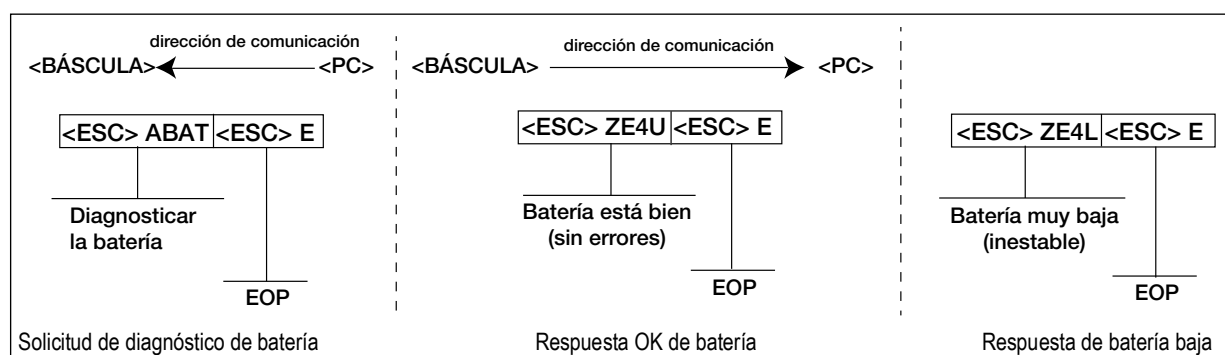 dirección de comunicación
<BÁSCULA> <PC>
<ESC> ABAT <ESC> E
Diagnosticar
la batería
EOP
Solicitud de diagnóstico de batería
dirección de comunicación
<BÁSCULA> <PC>
<ESC> ZE4U <ESC> E
Batería está bien
(sin errores)
EOP
Respuesta OK de batería
<ESC> ZE4L <ESC> E
Batería muy baja
(inestable)
EOP
Respuesta de batería baja